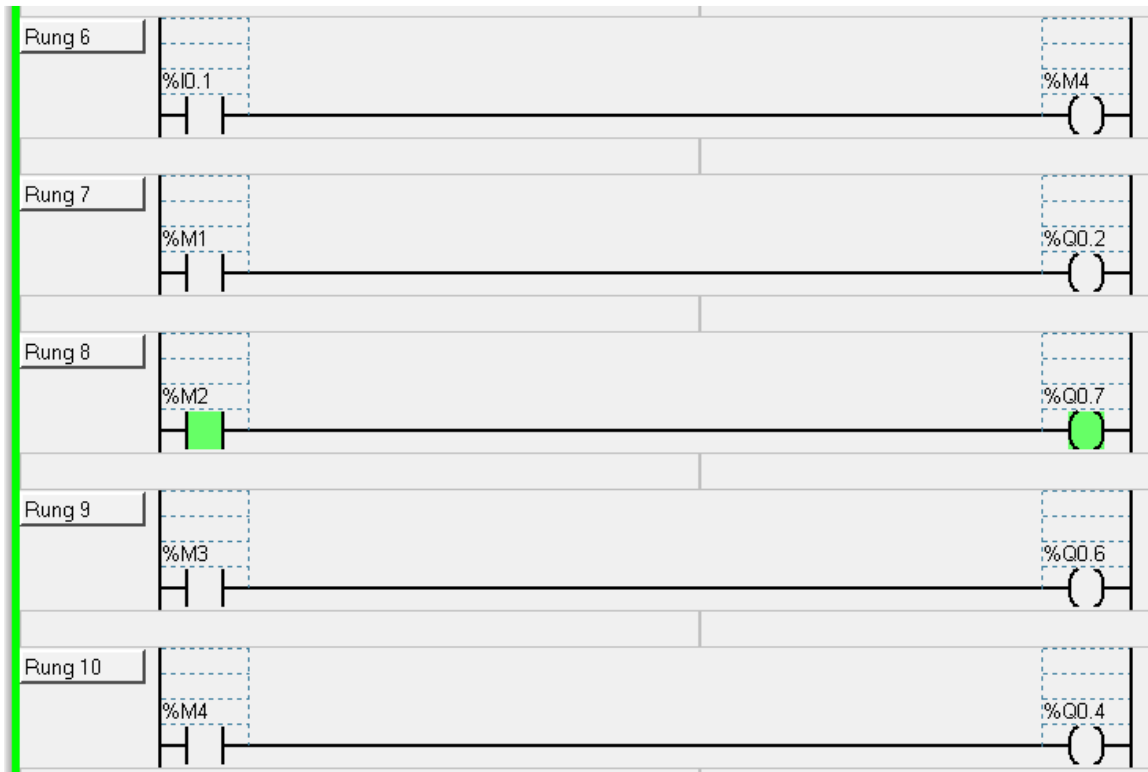 Rung 6
%I0.1 %M4
Rung 7
%M1 %Q0.2
Rung 8
%M2 %Q0.7
Rung 9
%M3 %Q0.6
Rung 10
%M4 %Q0.4